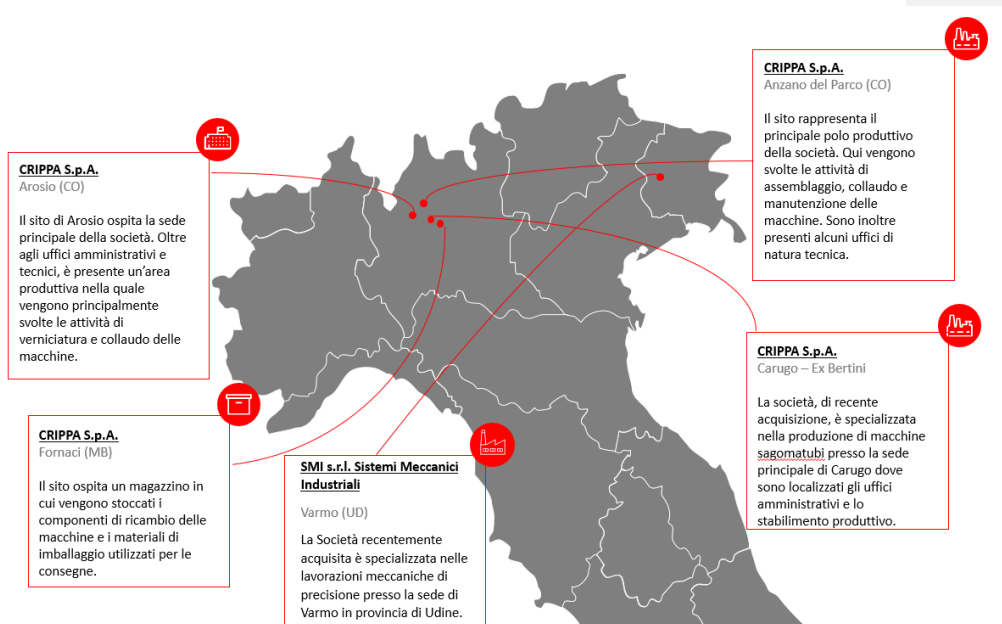 CRIPPA S.p.A.
Arosio (CO)
Il sito di Arosio ospita la sede
principale della società. Oltre
agli uffici amministrativi e
tecnici, è presente un'area
produttiva nella quale
vengono principalmente
svolte le attività di
verniciatura e collaudo delle
macchine.
CRIPPA S.p.A.
Fornaci (MB)
Il sito ospita un magazzino in
cui vengono stoccati i
componenti di ricambio delle
macchine e i materiali di
imballaggio utilizzati per le
consegne.
SMI s.r.l. Sistemi Meccanici
Industriali
Varmo (UD)
La Società recentemente
acquisita è specializzata nelle
lavorazioni meccaniche di
precisione presso la sede di
Varmo in provincia di Udine.
CRIPPA S.p.A.
Anzano del Parco (CO)
Il sito rappresenta il
principale polo produttivo
della società. Qui vengono
svolte le attività di
assemblaggio, collaudo e
manutenzione delle
macchine. Sono inoltre
presenti alcuni uffici di
natura tecnica.
CRIPPA S.p.A.
Carugo – Ex Bertini
La società, di recente
acquisizione, è specializzata
nella produzione di macchine
sagomatubi presso la sede
principale di Carugo dove
sono localizzati gli uffici
amministrativi e lo
stabilimento produttivo.